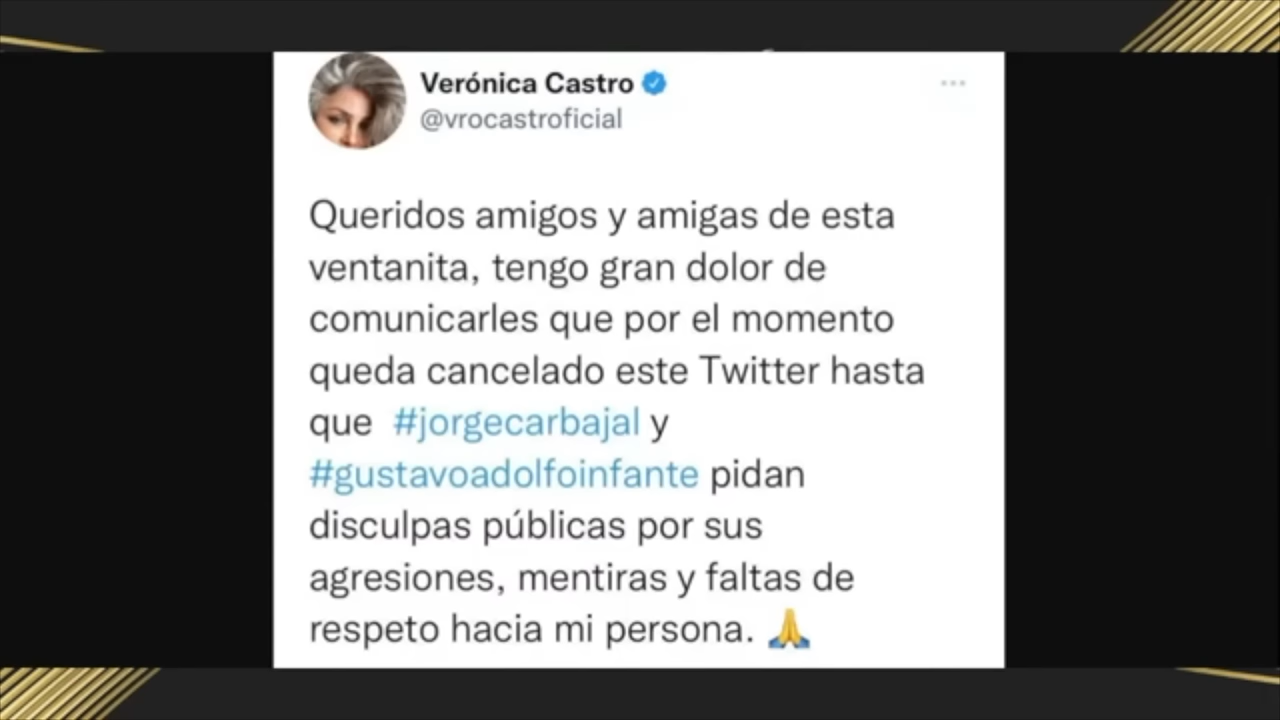 Verónica Castro
@vrocastroficial
Queridos amigos y amigas de esta
ventanita, tengo gran dolor de
comunicarles que por el momento
queda cancelado este Twitter hasta
que #jorgecarbajal y
#gustavoadolfoinfante pidan
disculpas públicas por sus
agresiones, mentiras y faltas de
respeto hacia mi persona. 🙏